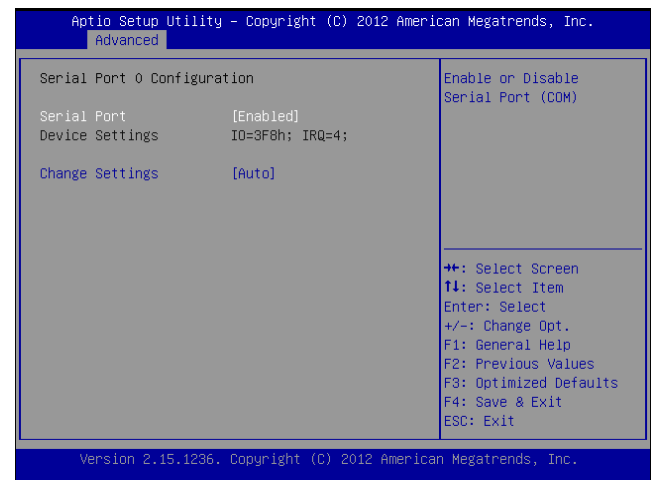 Aptio Setup Utility – Copyright (C) 2012 American Megatrends, Inc.
Advanced
Serial Port 0 Configuration
Serial Port [Enabled]
Device Settings IO=3F8h; IRQ=4;
Change Settings [Auto]
Enable or Disable
Serial Port (COM)
→←: Select Screen
↑↓: Select Item
Enter: Select
+/-: Change Opt.
F1: General Help
F2: Previous Values
F3: Optimized Defaults
F4: Save & Exit
ESC: Exit
Version 2.15.1236. Copyright (C) 2012 American Megatrends, Inc.